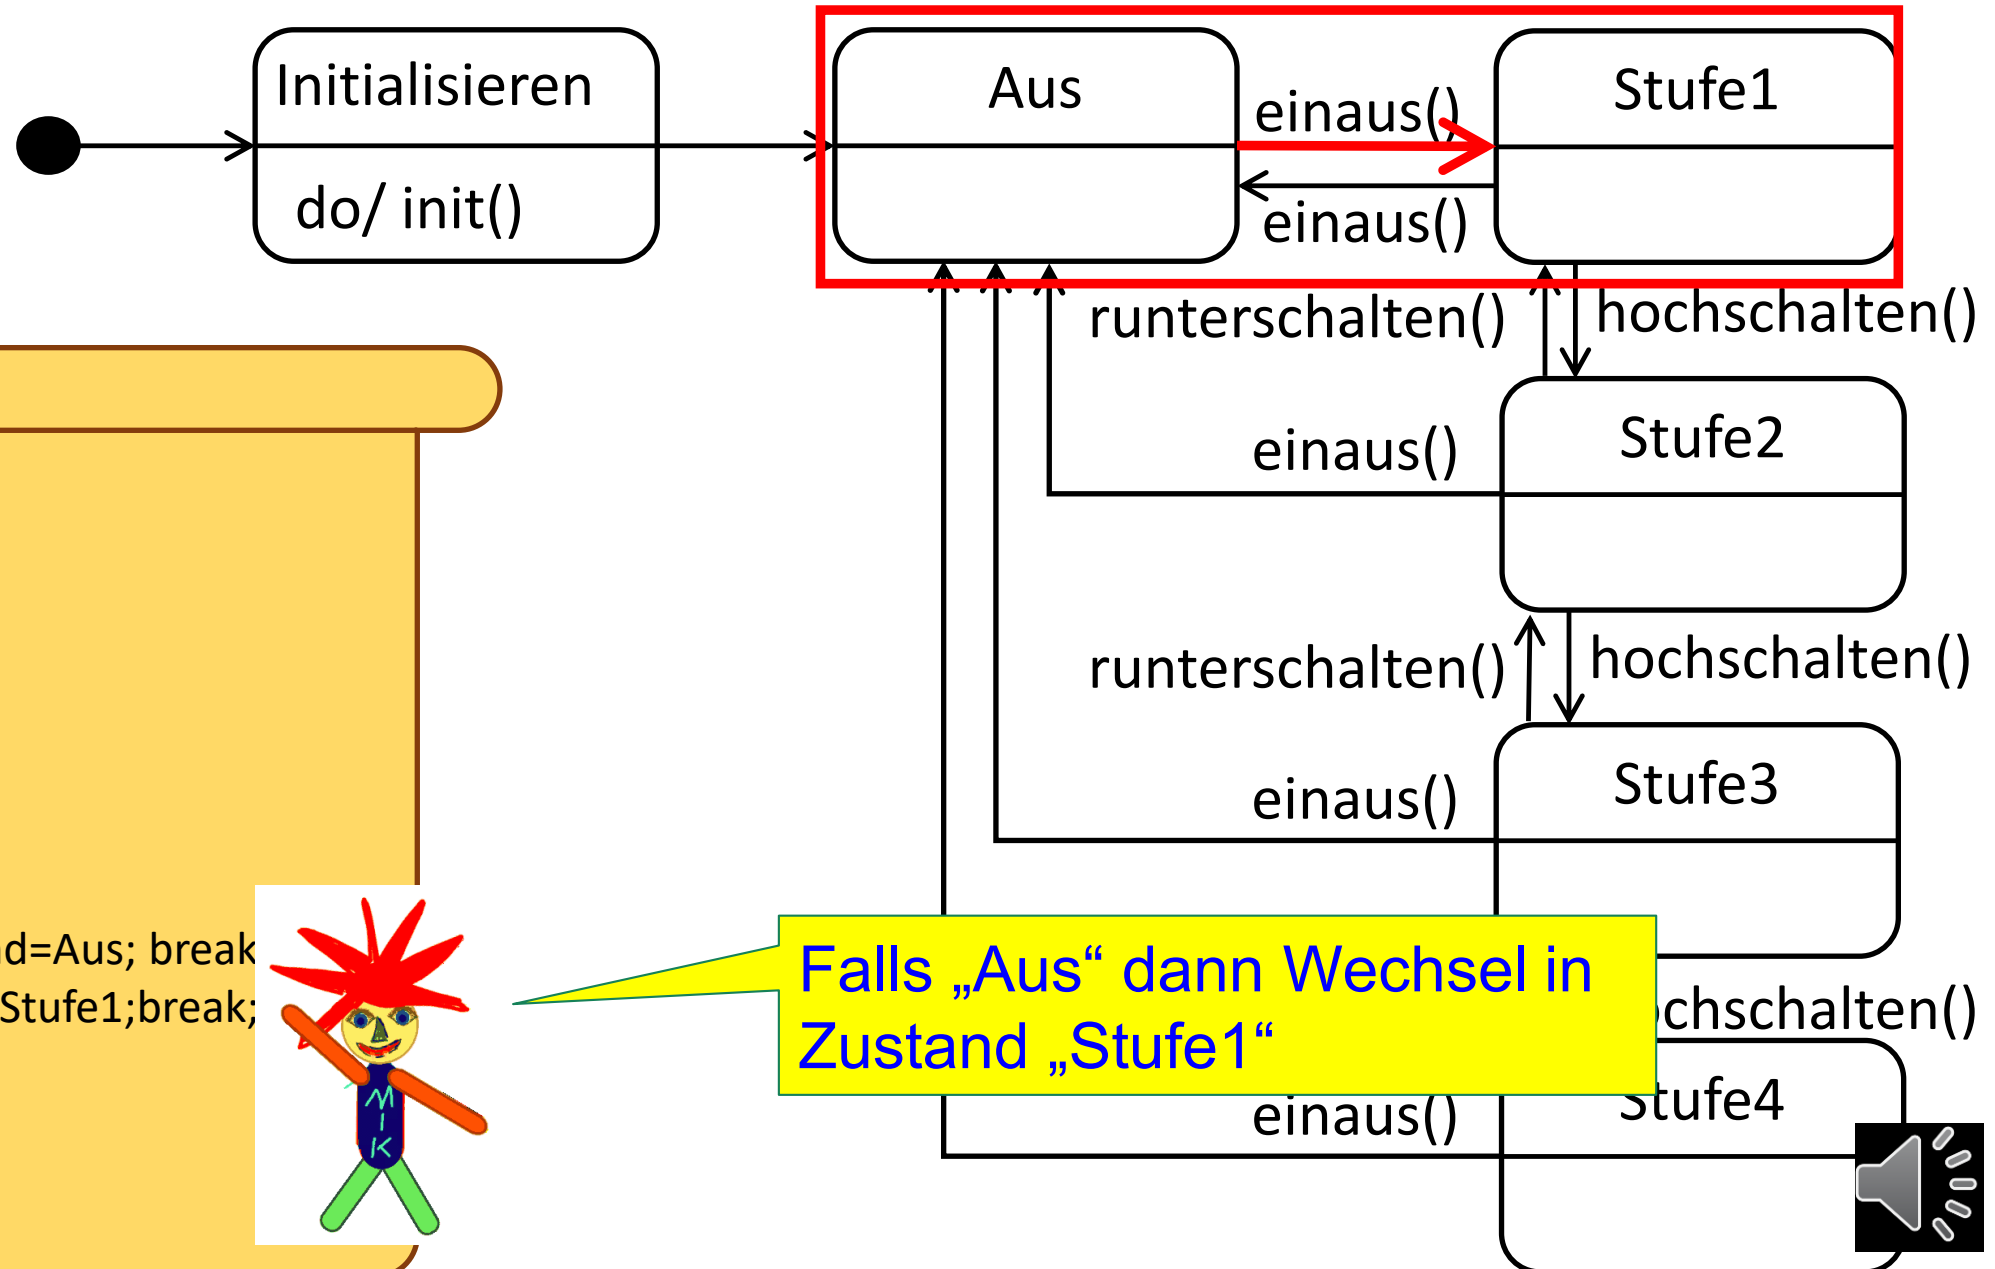 Initialisieren
do/ init()
Aus
einaus()
einaus()
Stufe1
runterschalten()
hochschalten()
einaus()
Stufe2
runterschalten()
hochschalten()
einaus()
Stufe3
d=Aus; break
Stufe1;break;
MIK
Falls „Aus“ dann Wechsel in
Zustand „Stufe1“
chschalten()
einaus()
Stufe4